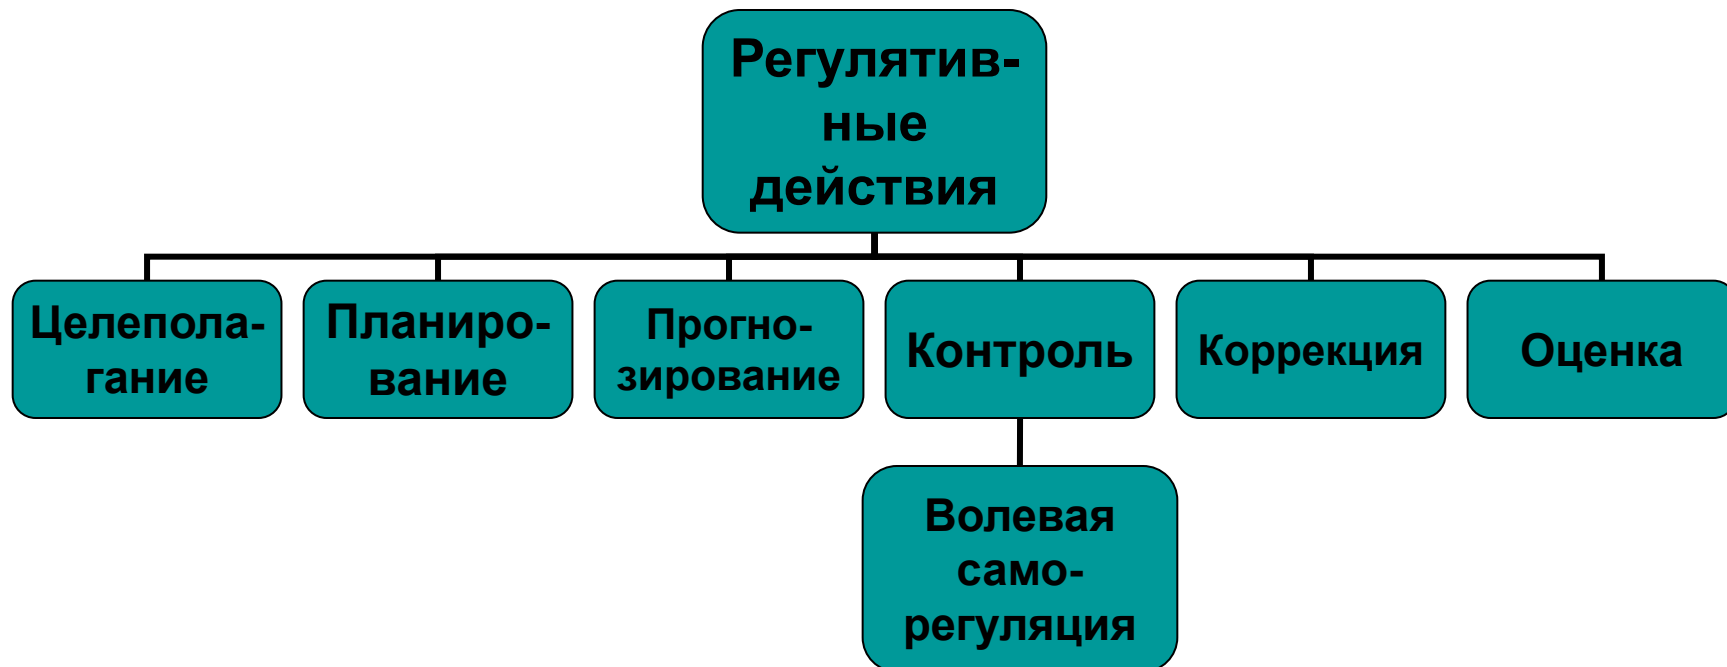 Регулятив-
ные
действия
Целепола-
гание
Планиро-
вание
Прогно-
зирование
Контроль
Коррекция
Оценка
Волевая
само-
регуляция